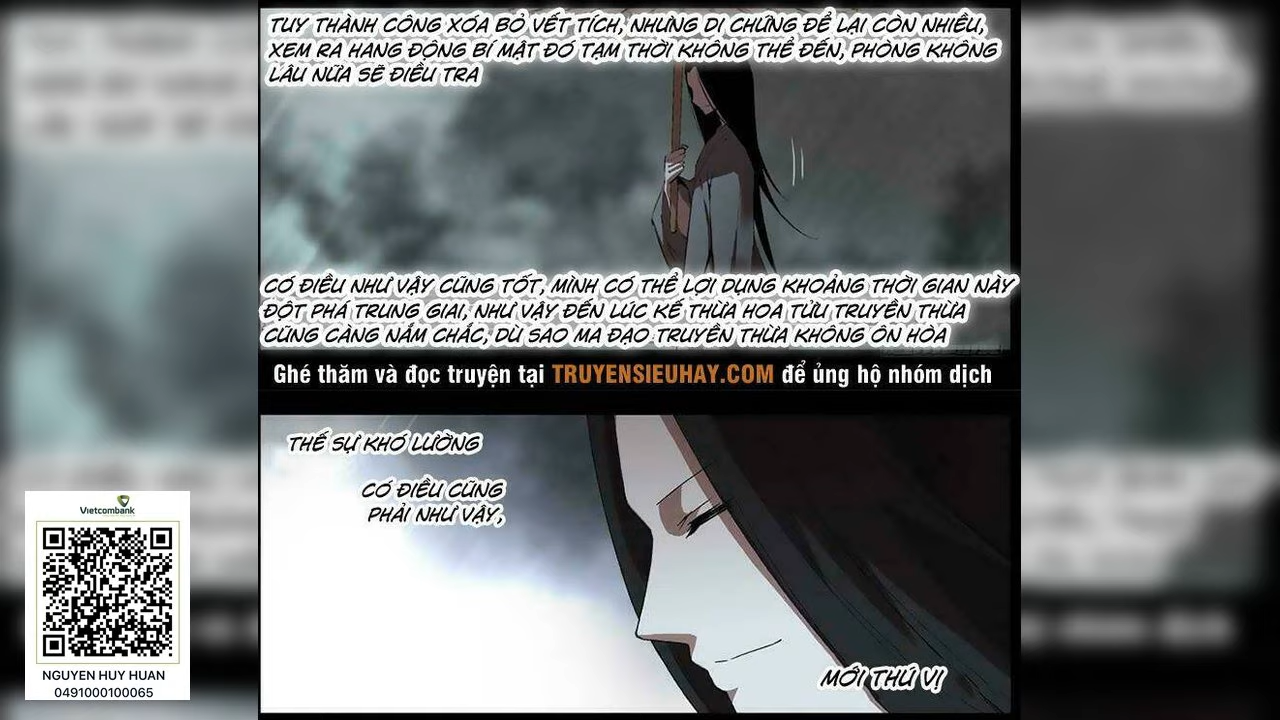 TUY THÀNH CÔNG XÓA BỎ VẾT TÍCH, NHƯNG DI CHỨNG ĐỂ LẠI CÒN NHIỀU,
XEM RA HANG ĐỘNG BÍ MẬT ĐÓ TẠM THỜI KHÔNG THỂ ĐẾN, PHÒNG KHÔNG
LÂU NỮA SẼ ĐIỀU TRA
CÓ ĐIỀU NHƯ VẬY CŨNG TỐT, MÌNH CÓ THỂ LỢI DỤNG KHOẢNG THỜI GIAN NÀY
ĐỘT PHÁ TRUNG GIAI, NHƯ VẬY ĐẾN LÚC KẾ THỪA HOA TỬU TRUYỀN THỪA
CŨNG CÀNG NẮM CHẮC, DÙ SAO MA ĐẠO TRUYỀN THỪA KHÔNG ÔN HÒA
Ghé thăm và đọc truyện tại TRUYENSIEUHAY.COM để ủng hộ nhóm dịch
THẾ SỰ KHÓ LƯỜNG
CÓ ĐIỀU CŨNG
PHẢI NHƯ VẬY,
MỚI THÚ VỊ
Vietcombank
NGUYEN HUY HUAN
0491000100065